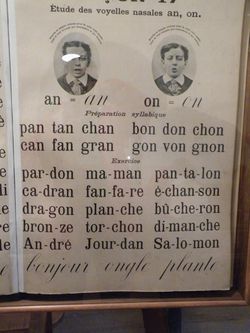 Étude des voyelles nasales an, on.
an = an on = on
Préparation syllabique
pan tan chan bon don chon
can fan gran gon von gnon
Exercice
par-don ma-man pan-ta-lon
ca-dran fan-fa-re é-chan-son
dra-gon plan-che bû-che-ron
bron-ze tor-chon di-man-che
An-dré Jour-dan Sa-lo-mon
bonjour ongle plante